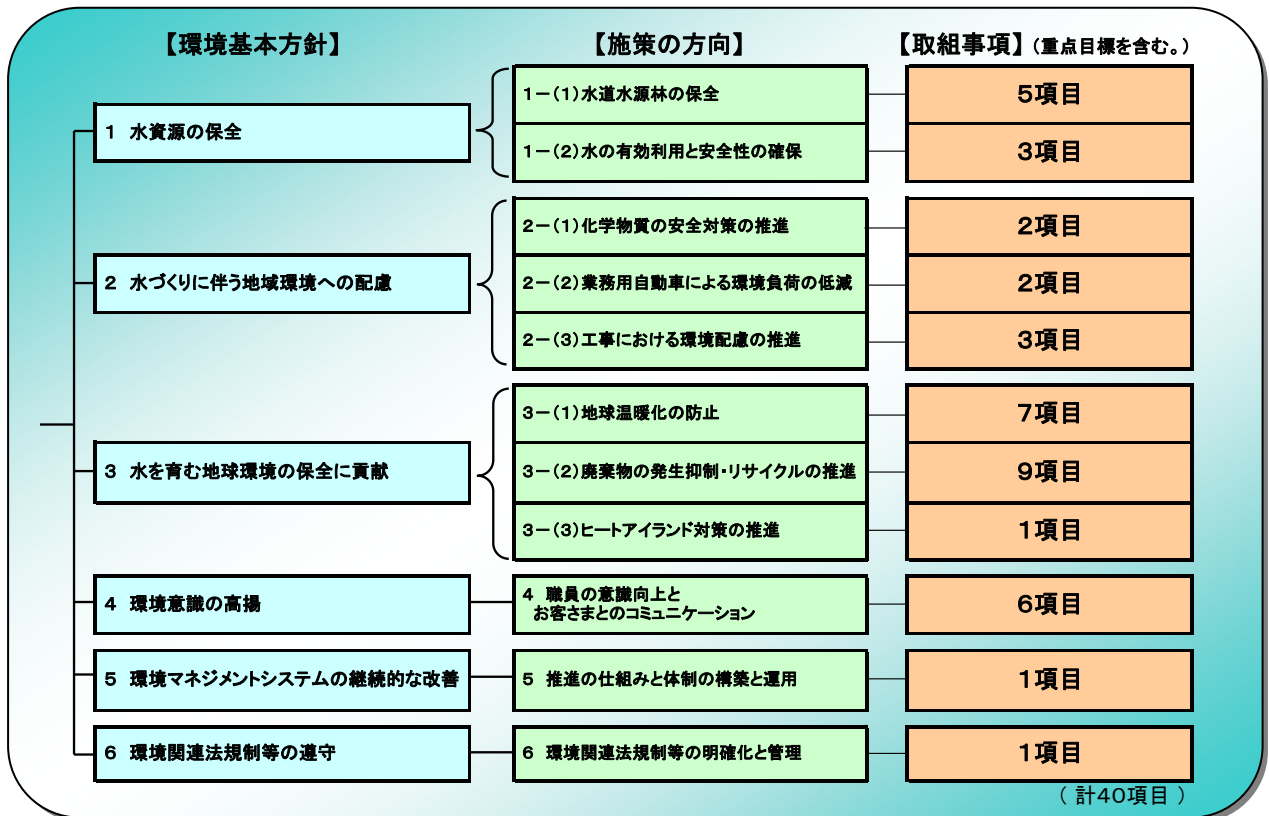 【環境基本方針】
【施策の方向】
【取組事項】(重点目標を含む。)
1 水資源の保全
1-(1)水道水源林の保全
5項目
1-(2)水の有効利用と安全性の確保
3項目
2 水づくりに伴う地域環境への配慮
2-(1)化学物質の安全対策の推進
2項目
2-(2)業務用自動車による環境負荷の低減
2項目
2-(3)工事における環境配慮の推進
3項目
3 水を育む地球環境の保全に貢献
3-(1)地球温暖化の防止
7項目
3-(2)廃棄物の発生抑制・リサイクルの推進
9項目
3-(3)ヒートアイランド対策の推進
1項目
4 環境意識の高揚
4 職員の意識向上と
お客さまとのコミュニケーション
6項目
5 環境マネジメントシステムの継続的な改善
5 推進の仕組みと体制の構築と運用
1項目
6 環境関連法規制等の遵守
6 環境関連法規制等の明確化と管理
1項目
( 計40項目 )